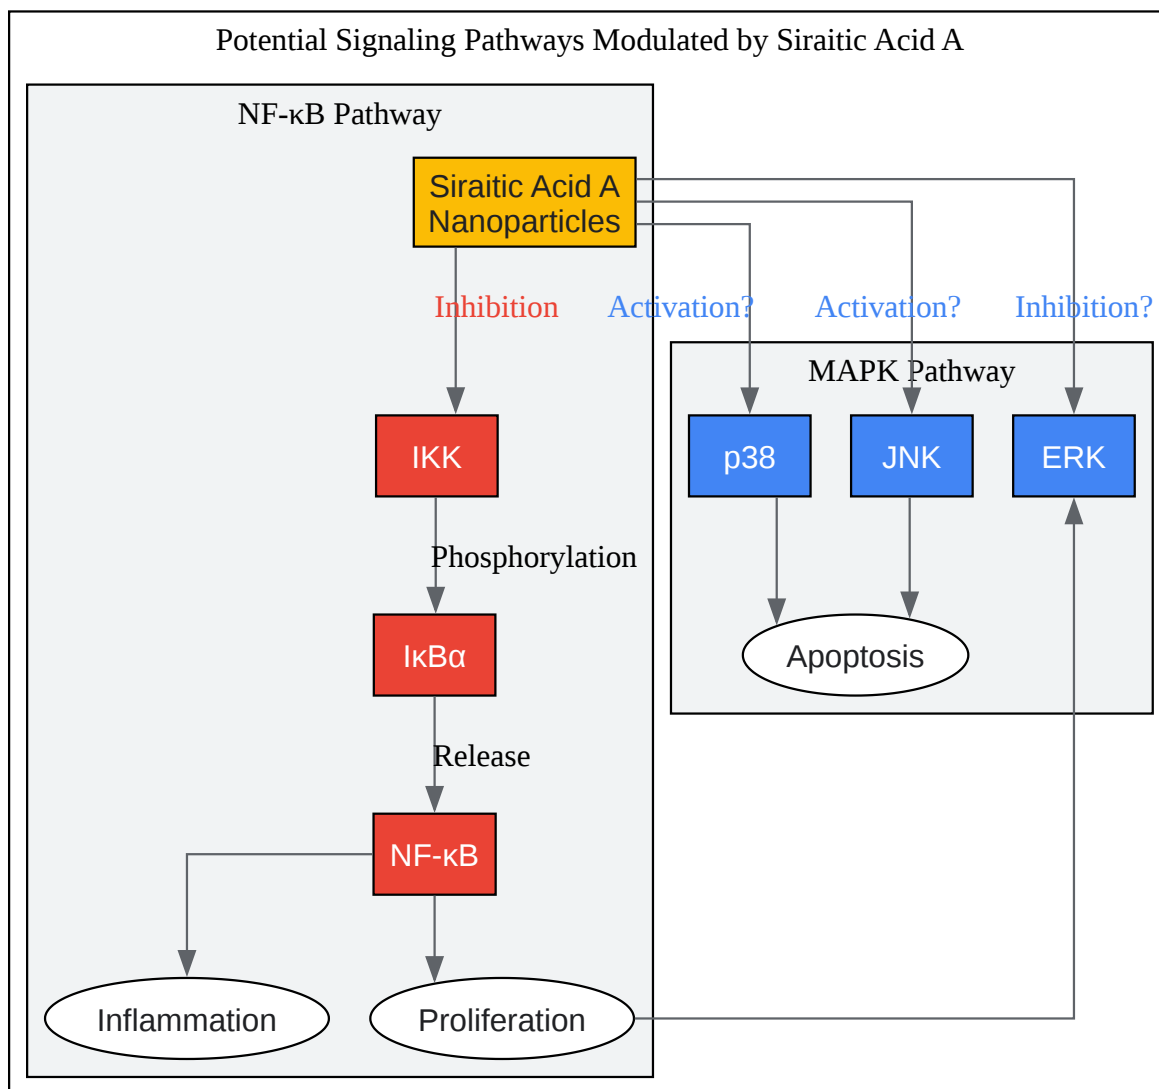 Potential Signaling Pathways Modulated by Siraitic Acid A
NF-κB Pathway
Siraitic Acid A
Nanoparticles
Inhibition
Activation?
Activation?
Inhibition?
MAPK Pathway
IKK
p38
JNK
ERK
Phosphorylation
IκBα
Apoptosis
Release
NF-κB
Inflammation
Proliferation